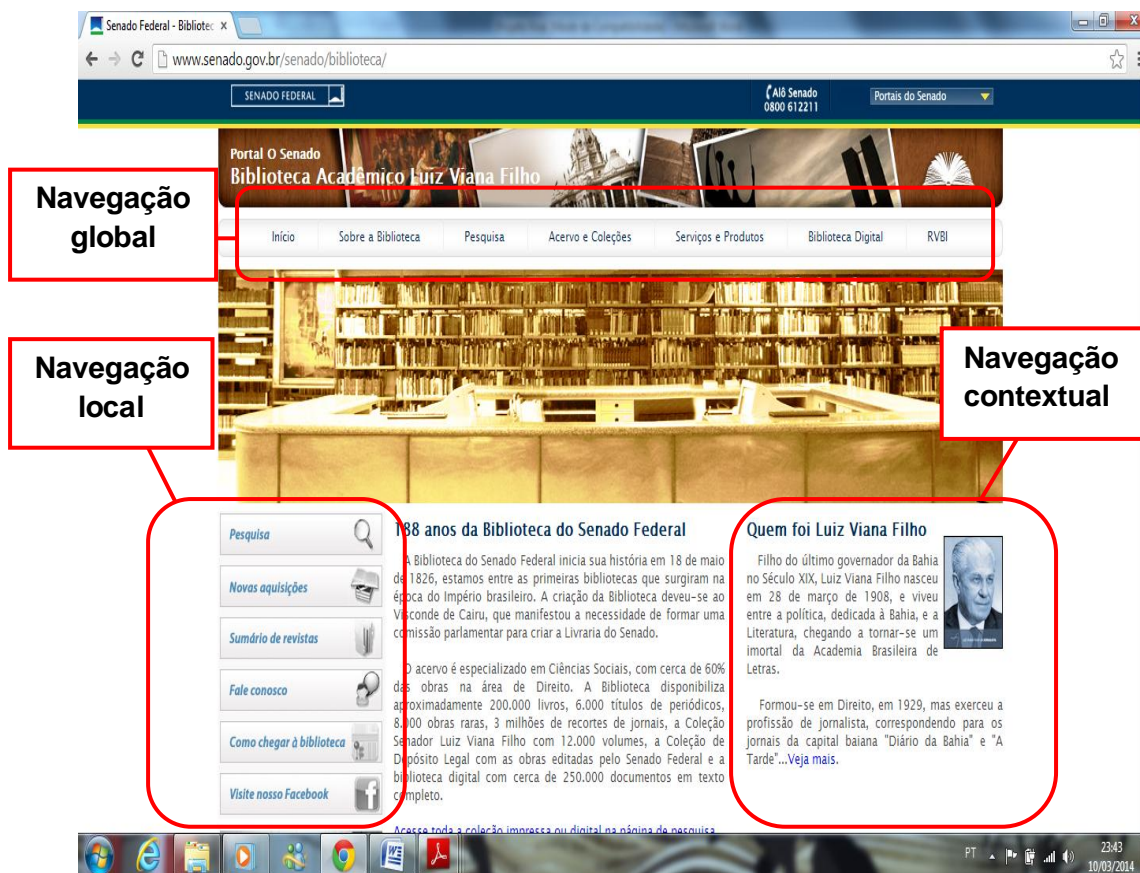 Senado Federal - Bibliotec
www.senado.gov.br/senado/biblioteca/
SENADO FEDERAL
Alô Senado
0800 612211
Portais do Senado
Portal O Senado
Biblioteca Acadêmico Luiz Viana Filho
Navegação
global
Início Sobre a Biblioteca Pesquisa Acervo e Coleções Serviços e Produtos Biblioteca Digital RVBI
Navegação
local
Navegação
contextual
Pesquisa
Novas aquisições
Sumário de revistas
Fale conosco
Como chegar à biblioteca
Visite nosso Facebook
188 anos da Biblioteca do Senado Federal
A Biblioteca do Senado Federal inicia sua história em 18 de maio
de 1826, estamos entre as primeiras bibliotecas que surgiram na
época do Império brasileiro. A criação da Biblioteca deveu-se ao
Visconde de Cairu, que manifestou a necessidade de formar uma
comissão parlamentar para criar a Livraria do Senado.
O acervo é especializado em Ciências Sociais, com cerca de 60%
das obras na área de Direito. A Biblioteca disponibiliza
aproximadamente 200.000 livros, 6.000 títulos de periódicos,
8.000 obras raras, 3 milhões de recortes de jornais, a Coleção
Senador Luiz Viana Filho com 12.000 volumes, a Coleção de
Depósito Legal com as obras editadas pelo Senado Federal e a
biblioteca digital com cerca de 250.000 documentos em texto
completo.
Acesse toda a coleção impressa ou digital na página de pesquisa
Quem foi Luiz Viana Filho
Filho do último governador da Bahia
no Século XIX, Luiz Viana Filho nasceu
em 28 de março de 1908, e viveu
entre a política, dedicada à Bahia, e a
Literatura, chegando a tornar-se um
imortal da Academia Brasileira de
Letras.
Formou-se em Direito, em 1929, mas exerceu a
profissão de jornalista, correspondendo para os
jornais da capital baiana "Diário da Bahia" e "A
Tarde"...Veja mais.
PT
23:43
10/03/2014